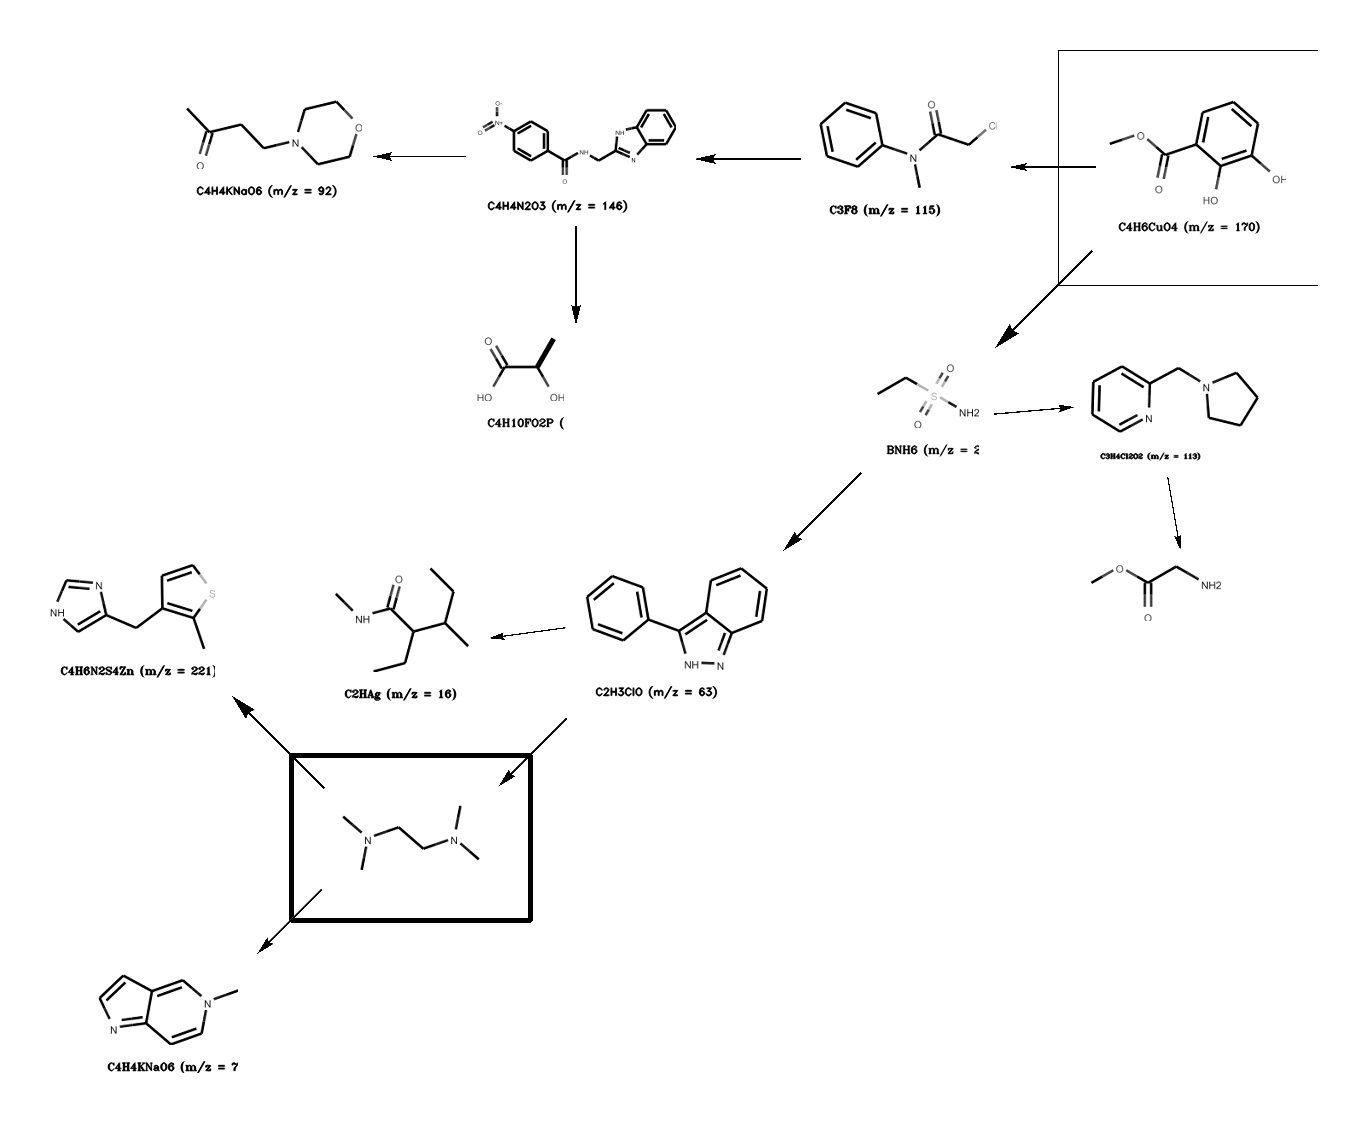 O
N
O
C4H4KNaO6 (m/z = 92)
O-
N+
O
NH
N
NH
O
C4H4N2O3 (m/z = 146)
O
Cl
N
C3F8 (m/z = 115)
O
O
OH
HO
C4H6CuO4 (m/z = 170)
O
HO
OH
C4H10FO2P (
O
S
O
NH2
BNH6 (m/z = 2
N
N
C3H4Cl2O2 (m/z = 113)
O
NH2
O
N
NH
S
C4H6N2S4Zn (m/z = 221)
O
NH
C2HAg (m/z = 16)
NH
N
C2H3ClO (m/z = 63)
N
N
N
N
C4H4KNaO6 (m/z = 7